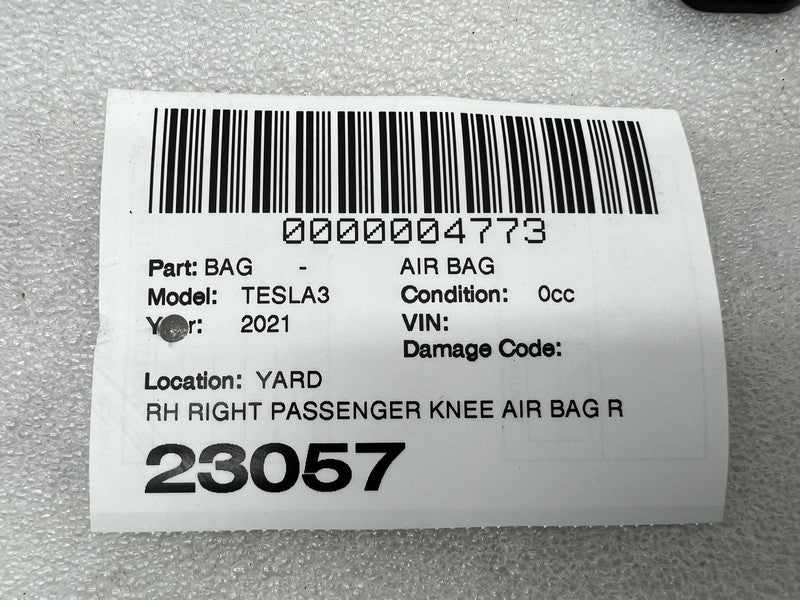 0000004773
Part: BAG - AIR BAG
Model: TESLA3 Condition: 0cc
2021 VIN:
Damage Code:
Location: YARD
RH RIGHT PASSENGER KNEE AIR BAG R
23057